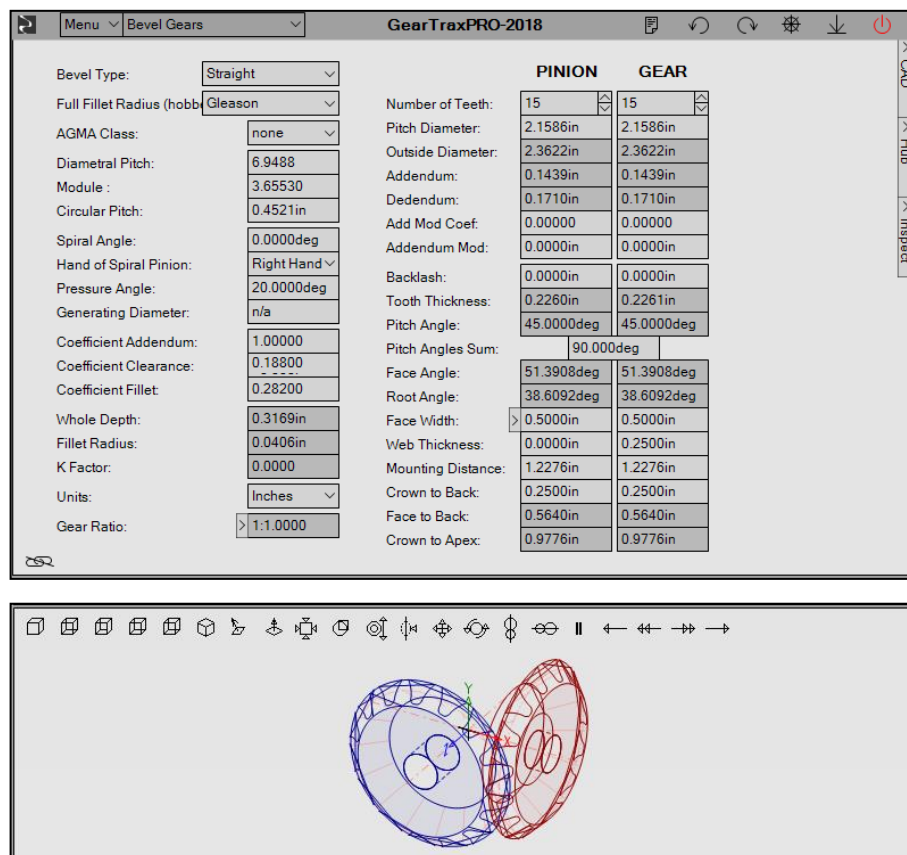 Menu Bevel Gears GearTraxPRO-2018
Bevel Type: Straight
Full Fillet Radius (hobb Gleason
AGMA Class: none
Diametral Pitch: 6.9488
Module : 3.65530
Circular Pitch: 0.4521in
Spiral Angle: 0.0000deg
Hand of Spiral Pinion: Right Hand
Pressure Angle: 20.0000deg
Generating Diameter: n/a
Coefficient Addendum: 1.00000
Coefficient Clearance: 0.18800
Coefficient Fillet: 0.28200
Whole Depth: 0.3169in
Fillet Radius: 0.0406in
K Factor: 0.0000
Units: Inches
Gear Ratio: > 1:1.0000
PINION GEAR
Number of Teeth: 15 15
Pitch Diameter: 2.1586in 2.1586in
Outside Diameter: 2.3622in 2.3622in
Addendum: 0.1439in 0.1439in
Dedendum: 0.1710in 0.1710in
Add Mod Coef: 0.00000 0.00000
Addendum Mod: 0.0000in 0.0000in
Backlash: 0.0000in 0.0000in
Tooth Thickness: 0.2260in 0.2261in
Pitch Angle: 45.0000deg 45.0000deg
Pitch Angles Sum: 90.000deg
Face Angle: 51.3908deg 51.3908deg
Root Angle: 38.6092deg 38.6092deg
Face Width: > 0.5000in 0.5000in
Web Thickness: 0.0000in 0.2500in
Mounting Distance: 1.2276in 1.2276in
Crown to Back: 0.2500in 0.2500in
Face to Back: 0.5640in 0.5640in
Crown to Apex: 0.9776in 0.9776in
> CAD
> Hub
> Inspect
Y
Z
X